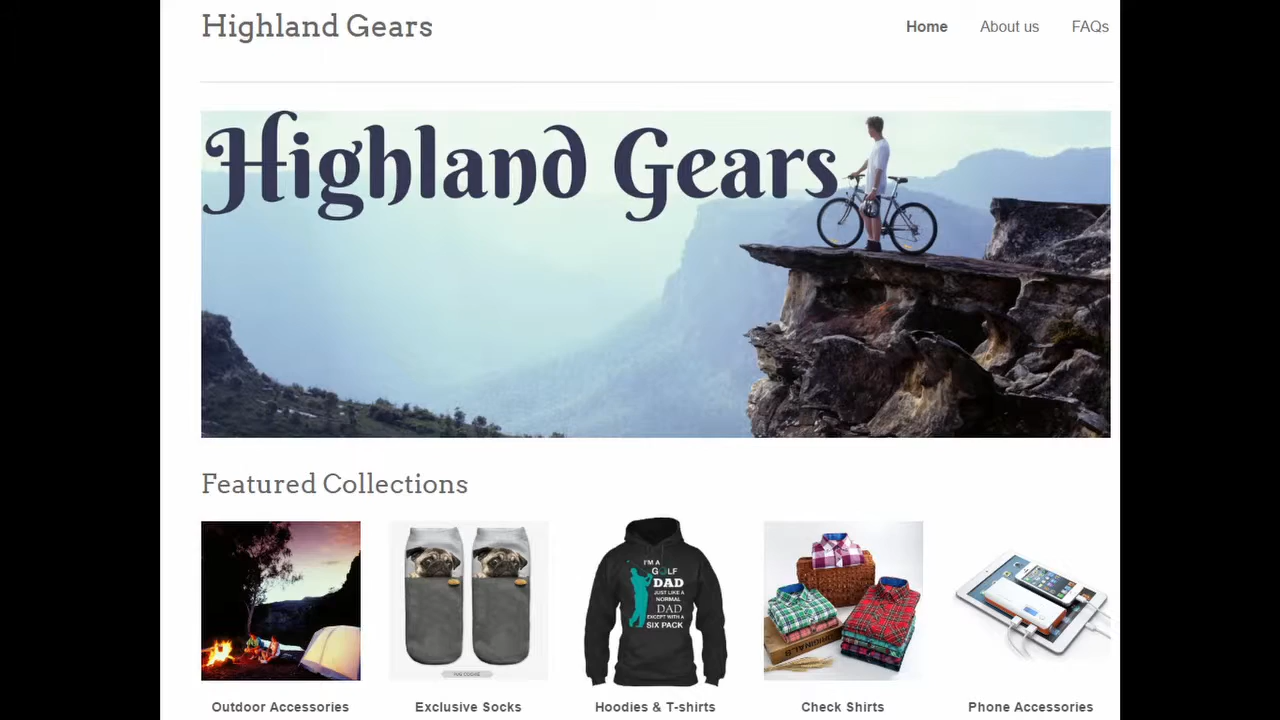 Highland Gears
Home About us FAQs
Highland Gears
Featured Collections
I'M A
GOLF
DAD
JUST LIKE A
NORMAL
DAD
EXCEPT WITH A
SIX PACK
ORIGINALS
Outdoor Accessories
Exclusive Socks
Hoodies & T-shirts
Check Shirts
Phone Accessories